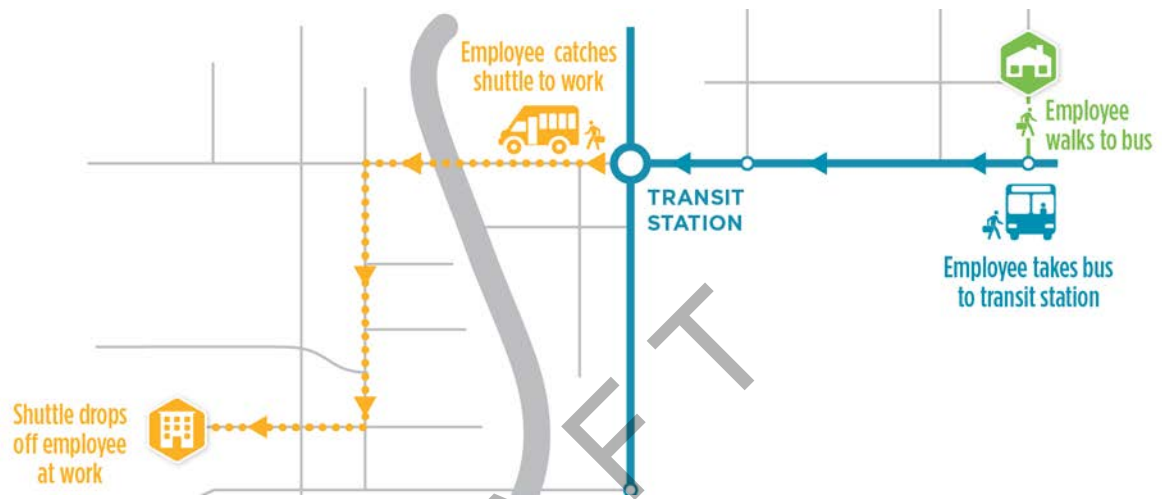 Employee catches
shuttle to work
Employee
walks to bus
TRANSIT
STATION
Employee takes bus
to transit station
Shuttle drops
off employee
at work
FT